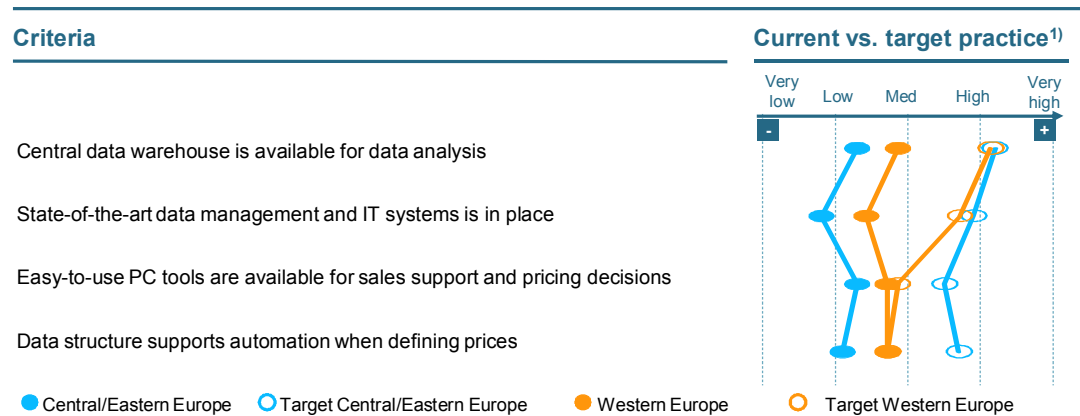 Criteria
Current vs. target practice1)
Very low
Low
Med
High
Very high
-
+
Central data warehouse is available for data analysis
State-of-the-art data management and IT systems is in place
Easy-to-use PC tools are available for sales support and pricing decisions
Data structure supports automation when defining prices
Central/Eastern Europe
Target Central/Eastern Europe
Western Europe
Target Western Europe